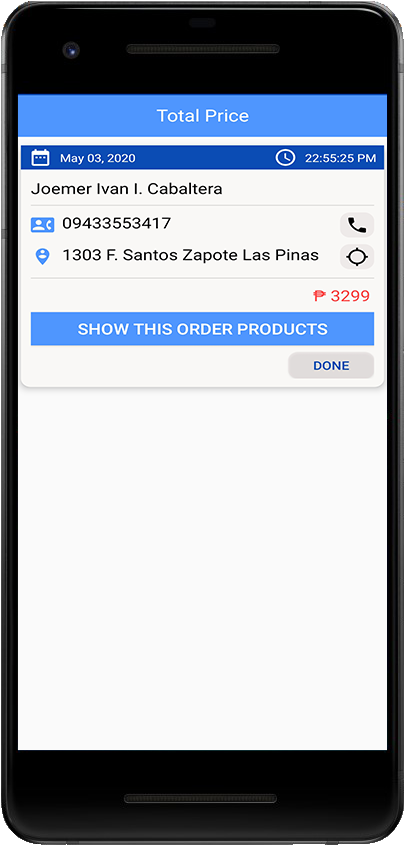 Total Price
May 03, 2020 22:55:25 PM
Joemer Ivan I. Cabaltera
09433553417
1303 F. Santos Zapote Las Pinas
₱ 3299
SHOW THIS ORDER PRODUCTS
DONE